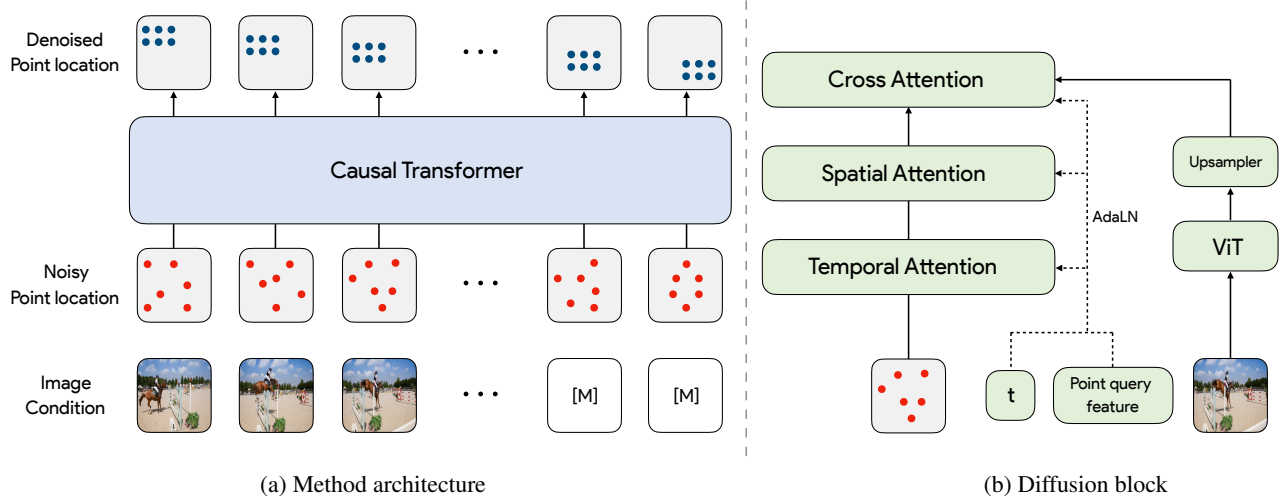 Denoised
Point location
Causal Transformer
Noisy
Point location
Image
Condition
[M]
[M]
(a) Method architecture
Cross Attention
Spatial Attention
Temporal Attention
AdaLN
Upsampler
ViT
t
Point query
feature
(b) Diffusion block